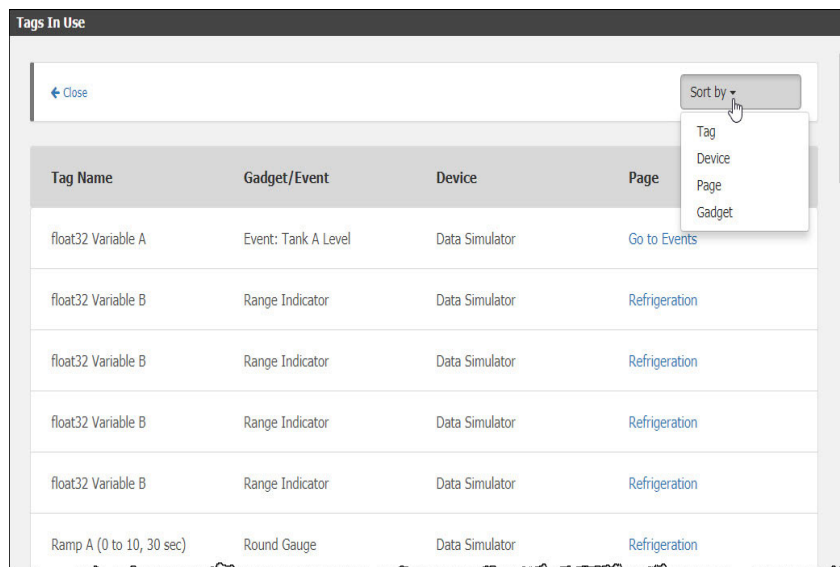 Tags In Use
Close
Sort by
Tag
Device
Page
Gadget
Tag Name Gadget/Event Device Page
float32 Variable A Event: Tank A Level Data Simulator Go to Events
float32 Variable B Range Indicator Data Simulator Refrigeration
float32 Variable B Range Indicator Data Simulator Refrigeration
float32 Variable B Range Indicator Data Simulator Refrigeration
float32 Variable B Range Indicator Data Simulator Refrigeration
Ramp A (0 to 10, 30 sec) Round Gauge Data Simulator Refrigeration